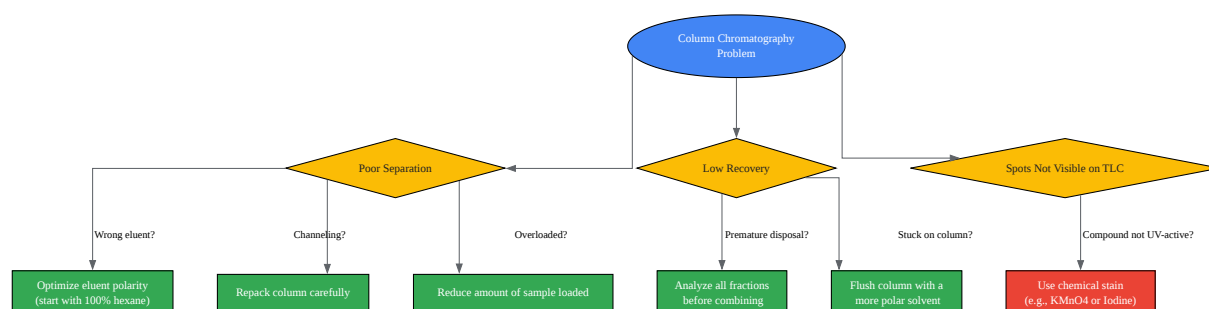 Column Chromatography
Problem
Poor Separation
Low Recovery
Spots Not Visible on TLC
Wrong eluent?
Channeling?
Overloaded?
Premature disposal?
Stuck on column?
Compound not UV-active?
Optimize eluent polarity
(start with 100% hexane)
Repack column carefully
Reduce amount of sample loaded
Analyze all fractions
before combining
Flush column with a
more polar solvent
Use chemical stain
(e.g., KMnO4 or Iodine)